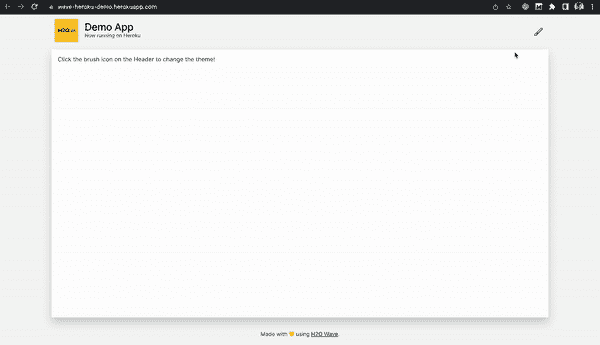 wave-heroku-demo.herokuapp.com
H2O.ai
Demo App
Now running on Heroku
Click the brush icon on the Header to change the theme!
Made with 💛 using H2O Wave.